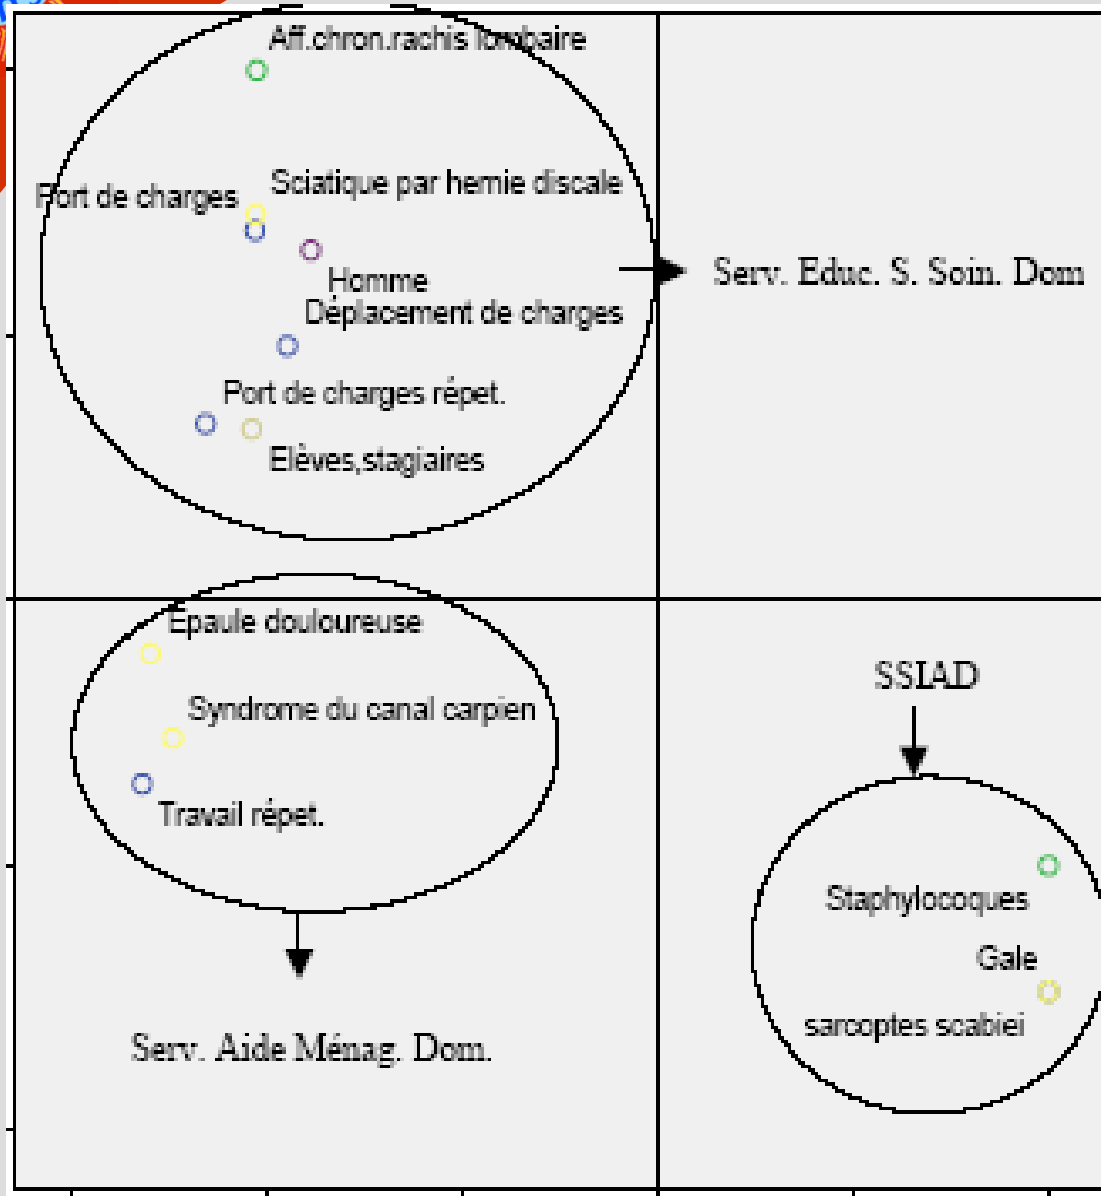 Aff.chron.rachis lombaire
Sciatique par hernie discale
Port de charges
Homme
Serv. Educ. S. Soin. Dom
Déplacement de charges
Port de charges répet.
Elèves,stagiaires
Epaule douloureuse
SSIAD
Syndrome du canal carpien
Travail répet.
Staphylocoques
Gale
sarcoptes scabiei
Serv. Aide Ménag. Dom.